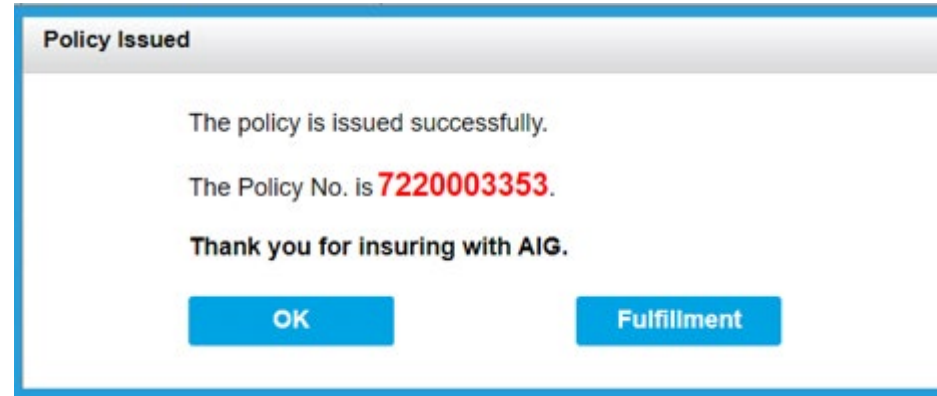 Policy Issued
The policy is issued successfully.
The Policy No. is 7220003353.
Thank you for insuring with AIG.
OK
Fulfillment